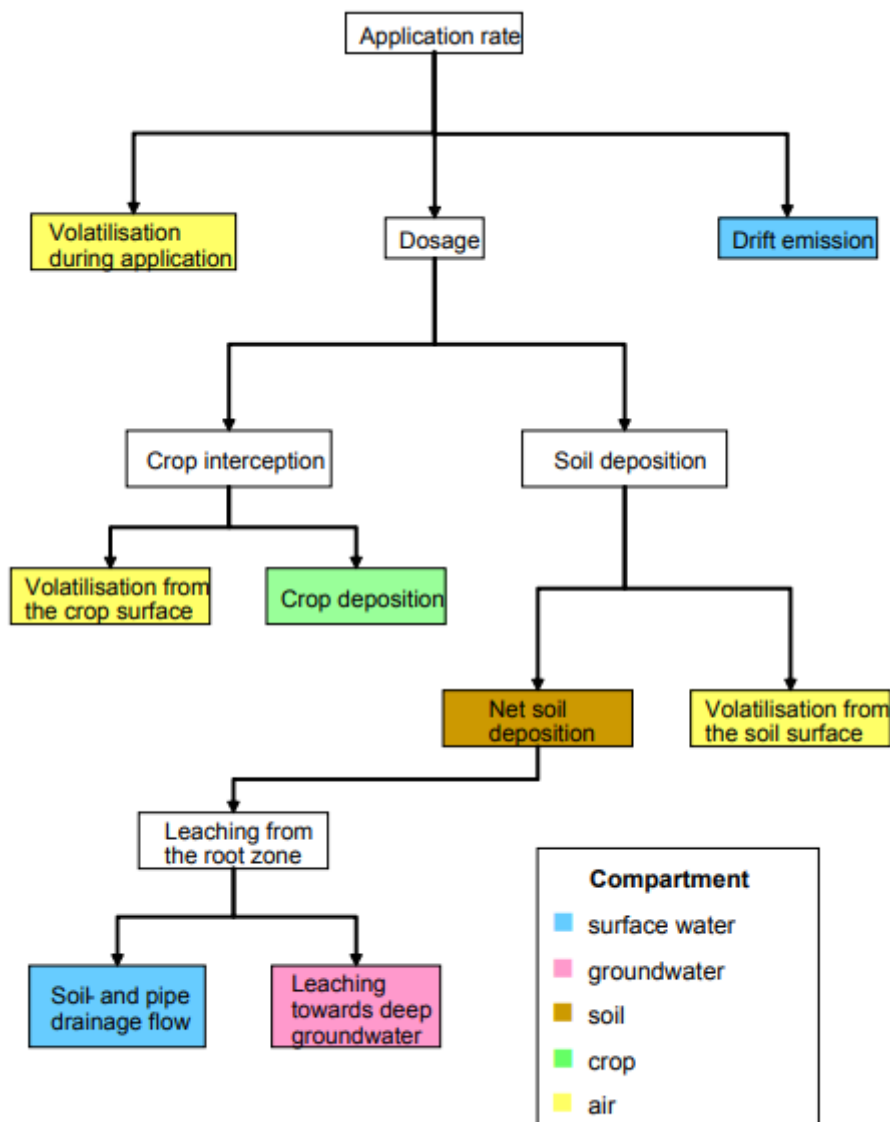 Application rate
Volatilisation
during application
Dosage
Drift emission
Crop interception
Soil deposition
Volatilisation from
the crop surface
Crop deposition
Net soil
deposition
Volatilisation from
the soil surface
Leaching from
the root zone
Soil- and pipe
drainage flow
Leaching
towards deep
groundwater
Compartment
surface water
groundwater
soil
crop
air